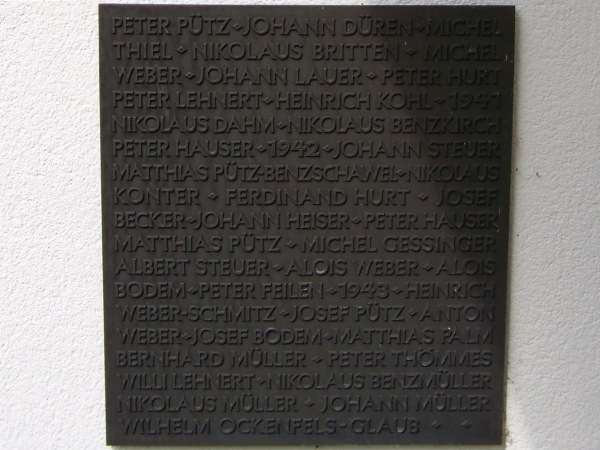 PETER PÜTZ⬥JOHANN DÜREN⬥MICHEL
THIEL ⬥ NIKOLAUS BRITTEN ⬥ MICHEL
WEBER⬥JOHANN LAUER ⬥ PETER HURT
PETER LEHNERT⬥HEINRICH KOHL ⬥ 1941
NIKOLAUS DAHM⬥NIKOLAUS BENZKIRCH
PETER HAUSER ⬥1942⬥JOHANN STEUER
MATTHIAS PÜTZ-BENZSCHAWEL⬥NIKOLAUS
KONTER ⬥ FERDINAND HURT ⬥ JOSEF
BECKER⬥JOHANN HEISER⬥PETER HAUSER
MATTHIAS PÜTZ ⬥ MICHEL GESSINGER
ALBERT STEUER ⬥ALOIS WEBER ⬥ ALOIS
BODEM⬥PETER FEILEN⬥1943⬥HEINRICH
WEBER-SCHMITZ ⬥JOSEF PÜTZ⬥ANTON
WEBER⬥JOSEF BODEM⬥MATTHIAS PALM
BERNHARD MÜLLER ⬥ PETER THÖMMES
WILLI LEHNERT⬥NIKOLAUS BENZMÜLLER
NIKOLAUS MÜLLER ⬥ JOHANN MÜLLER
WILHELM OCKENFELS-GLAUB ⬥ ⬥